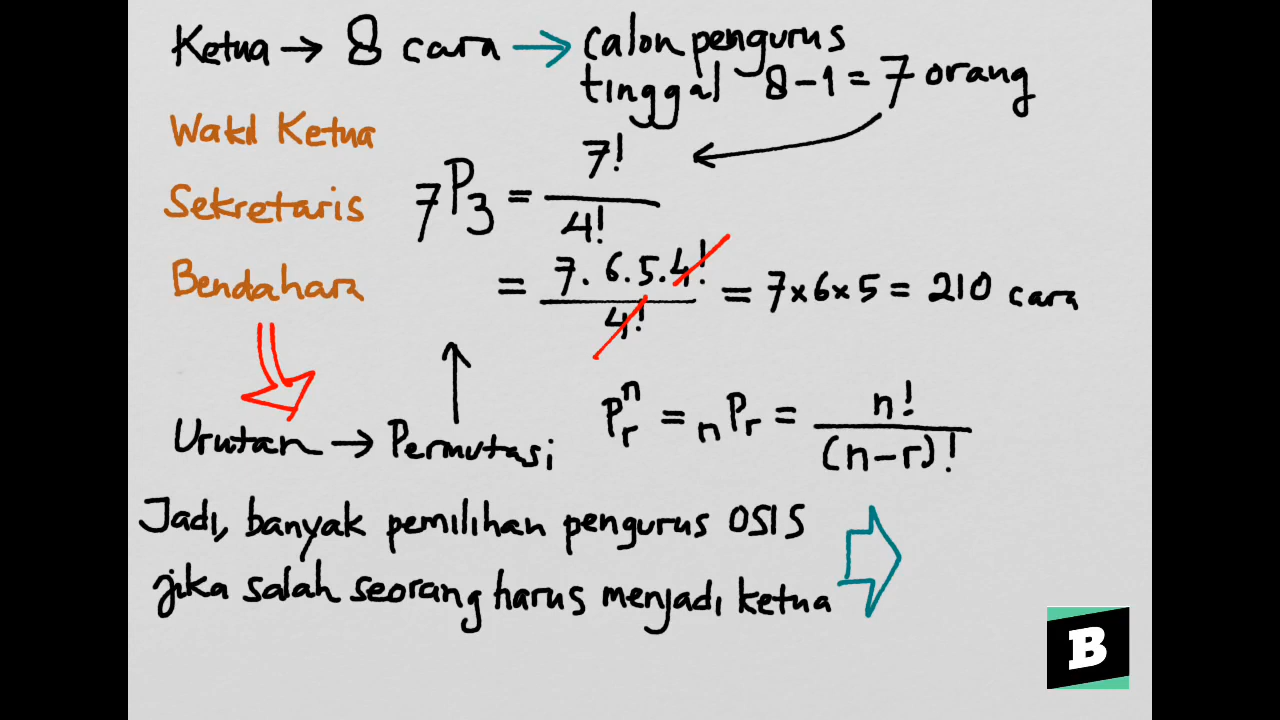 Ketua → 8 cara → calon pengurus
tinggal 8 - 1 = 7 orang
Wakil Ketua
Sekretaris
Bendahara
7P3 = 7! / 4!
= 7 . 6 . 5 . 4! / 4! = 7 × 6 × 5 = 210 cara
Urutan → Permutasi
P^n_r = nPr = n! / (n-r)!
Jadi, banyak pemilihan pengurus OSIS
jika salah seorang harus menjadi ketua
B